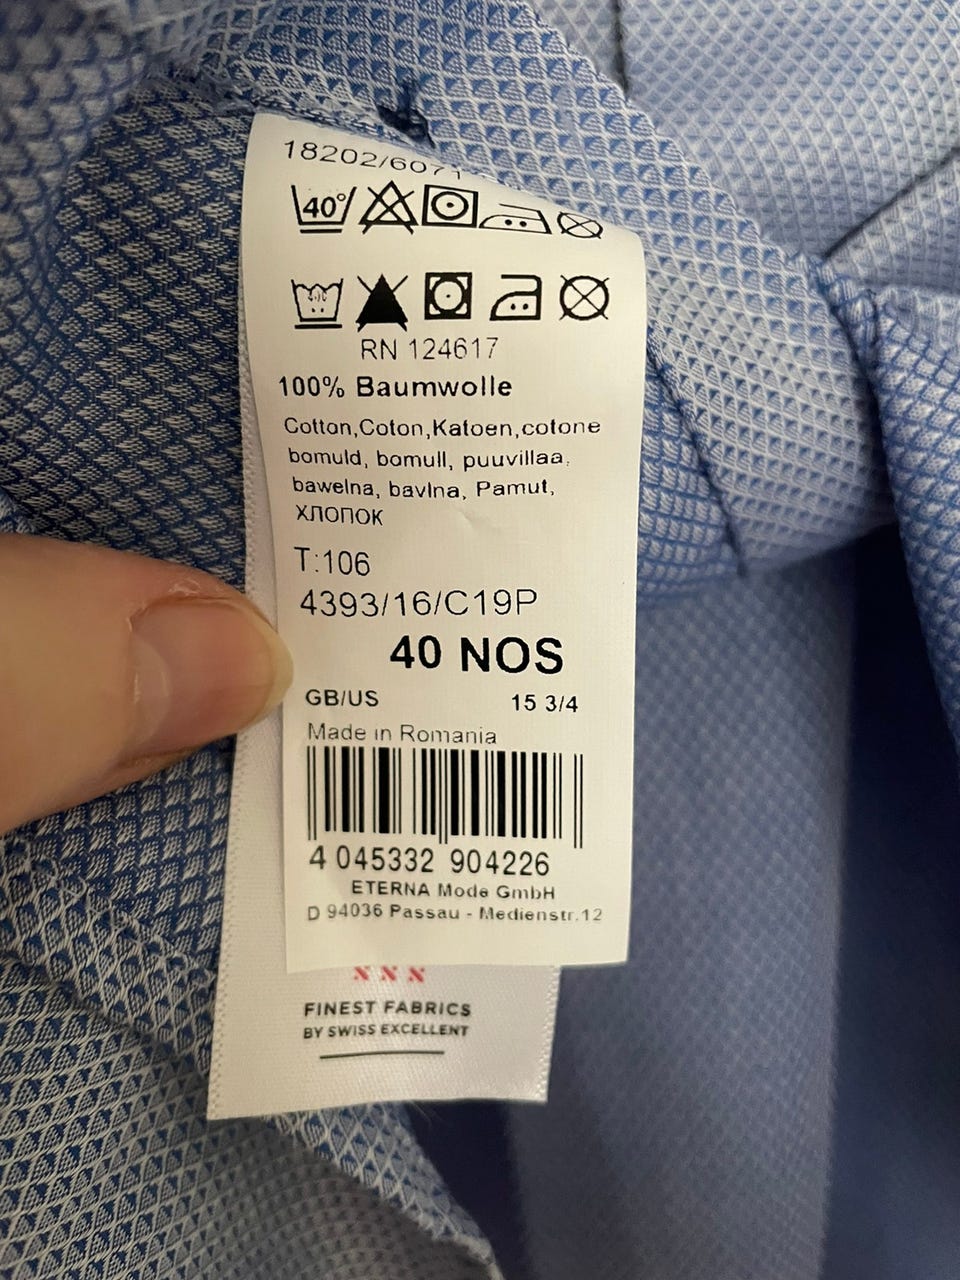 18202/6071
40°
RN 124617
100% Baumwolle
Cotton,Coton,Katoen,cotone
bomuld, bomull, puuvillaa,
bawelna, bavlna, Pamut,
хлопок
T:106
4393/16/C19P
40 NOS
GB/US 15 3/4
Made in Romania
4 045332 904226
ETERNA Mode GmbH
D 94036 Passau - Medienstr.12
FINEST FABRICS
BY SWISS EXCELLENT